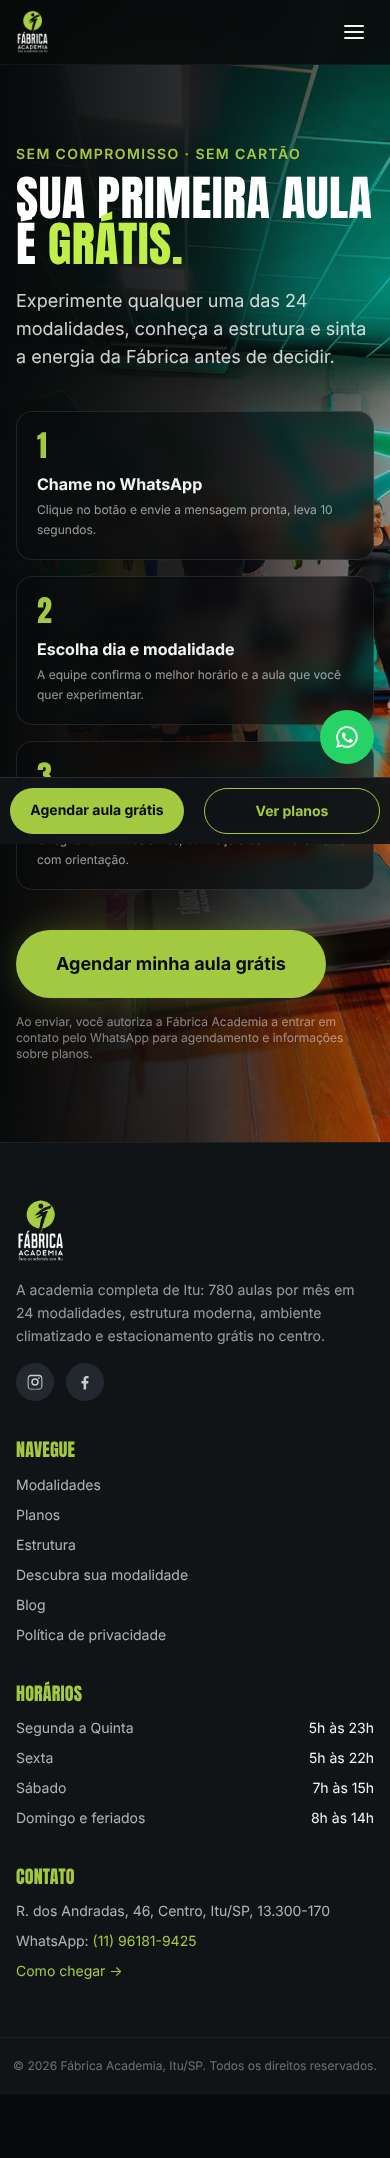 FÁBRICA
ACADEMIA
SEM COMPROMISSO · SEM CARTÃO
SUA PRIMEIRA AULA
É GRÁTIS.
Experimente qualquer uma das 24
modalidades, conheça a estrutura e sinta
a energia da Fábrica antes de decidir.
1
Chame no WhatsApp
Clique no botão e envie a mensagem pronta, leva 10
segundos.
2
Escolha dia e modalidade
A equipe confirma o melhor horário e a aula que você
quer experimentar.
3
Agendar aula grátis
Ver planos
com orientação.
Agendar minha aula grátis
Ao enviar, você autoriza a Fábrica Academia a entrar em
contato pelo WhatsApp para agendamento e informações
sobre planos.
FÁBRICA
ACADEMIA
A academia completa de Itu: 780 aulas por mês em
24 modalidades, estrutura moderna, ambiente
climatizado e estacionamento grátis no centro.
NAVEGUE
Modalidades
Planos
Estrutura
Descubra sua modalidade
Blog
Política de privacidade
HORÁRIOS
Segunda a Quinta 5h às 23h
Sexta 5h às 22h
Sábado 7h às 15h
Domingo e feriados 8h às 14h
CONTATO
R. dos Andradas, 46, Centro, Itu/SP, 13.300-170
WhatsApp: (11) 96181-9425
Como chegar →
© 2026 Fábrica Academia, Itu/SP. Todos os direitos reservados.